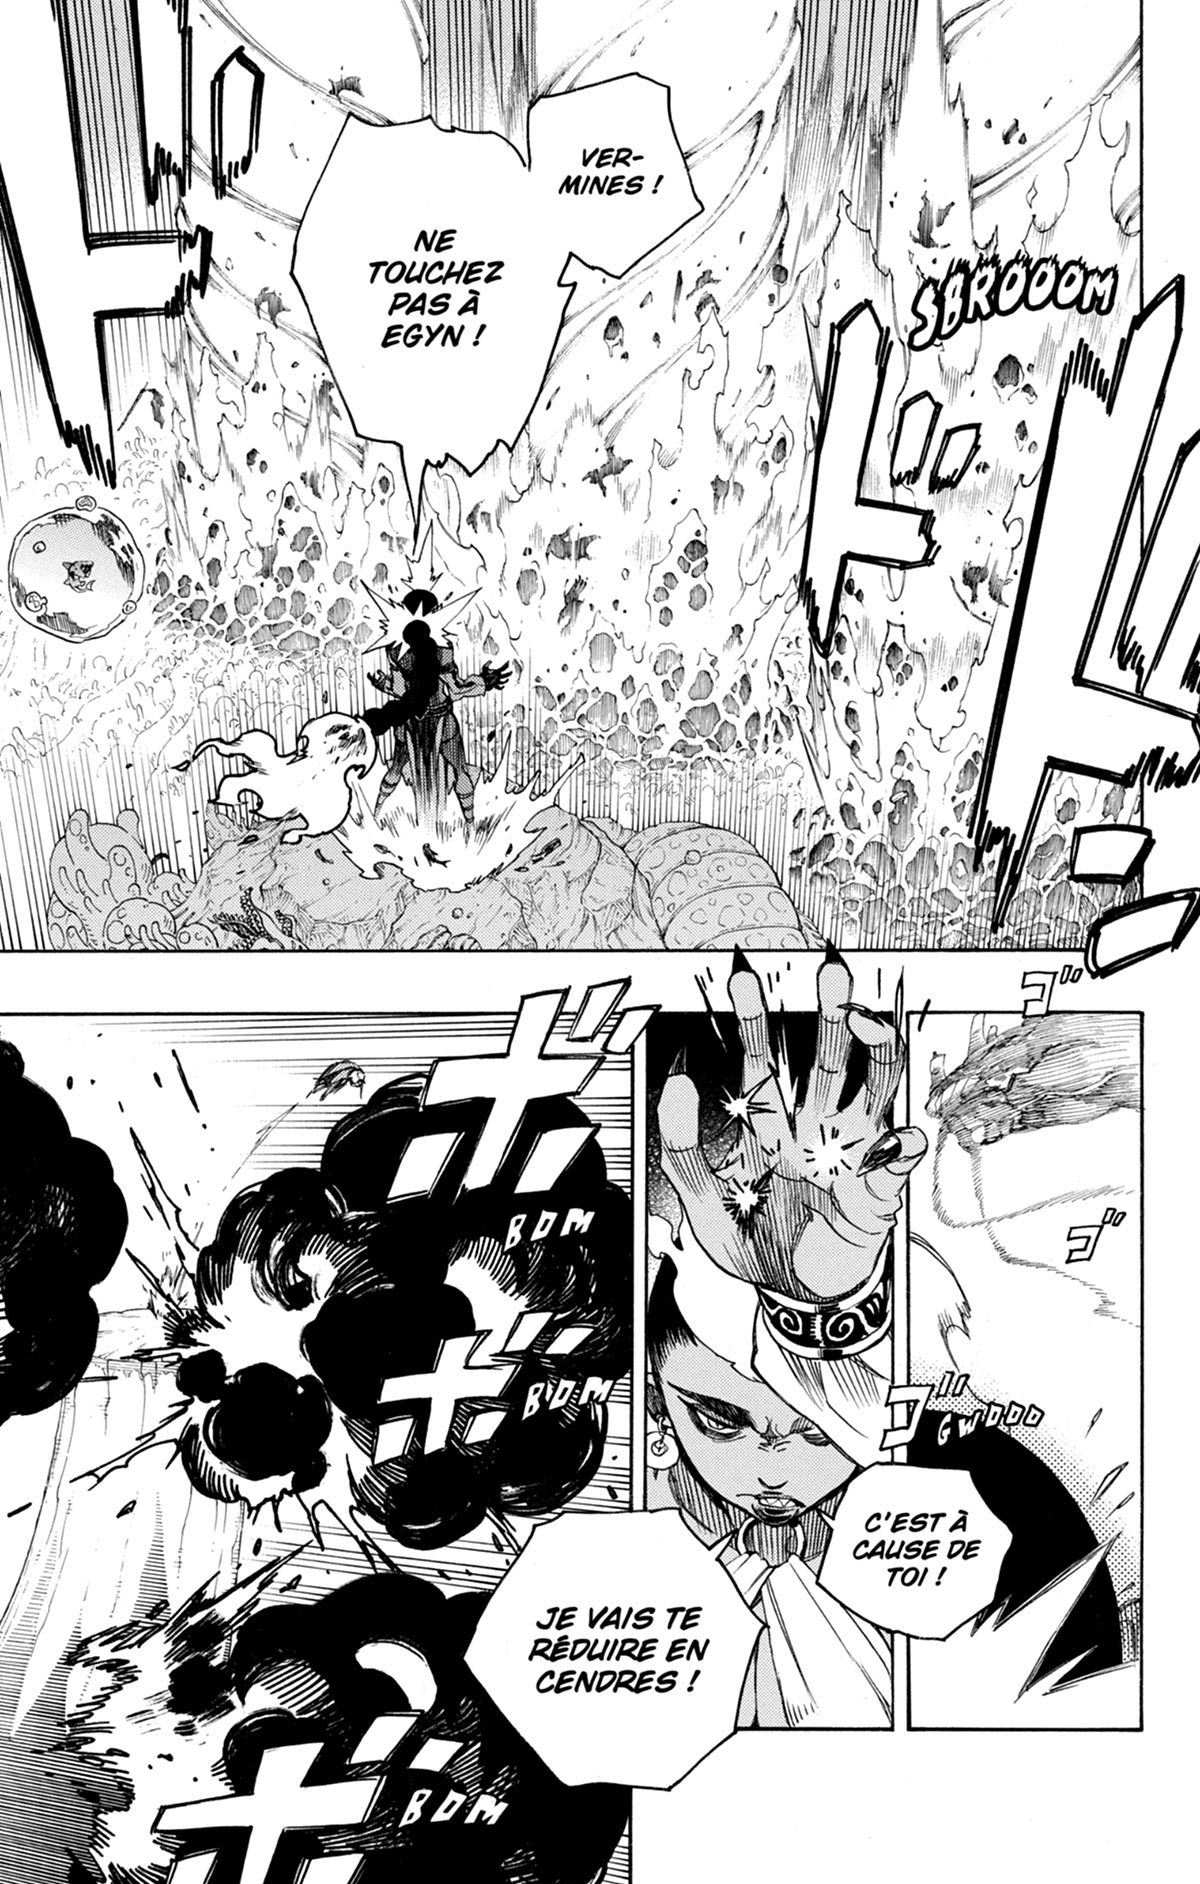 VER-
MINES !
NE
TOUCHEZ
PAS À
EGYN !
SBROOOM
ドドド
ゴ
ゴ
ゴ
GWOOO
C'EST À
CAUSE DE
TOI !
JE VAIS TE
RÉDUIRE EN
CENDRES !
BOM
BOM
BOM